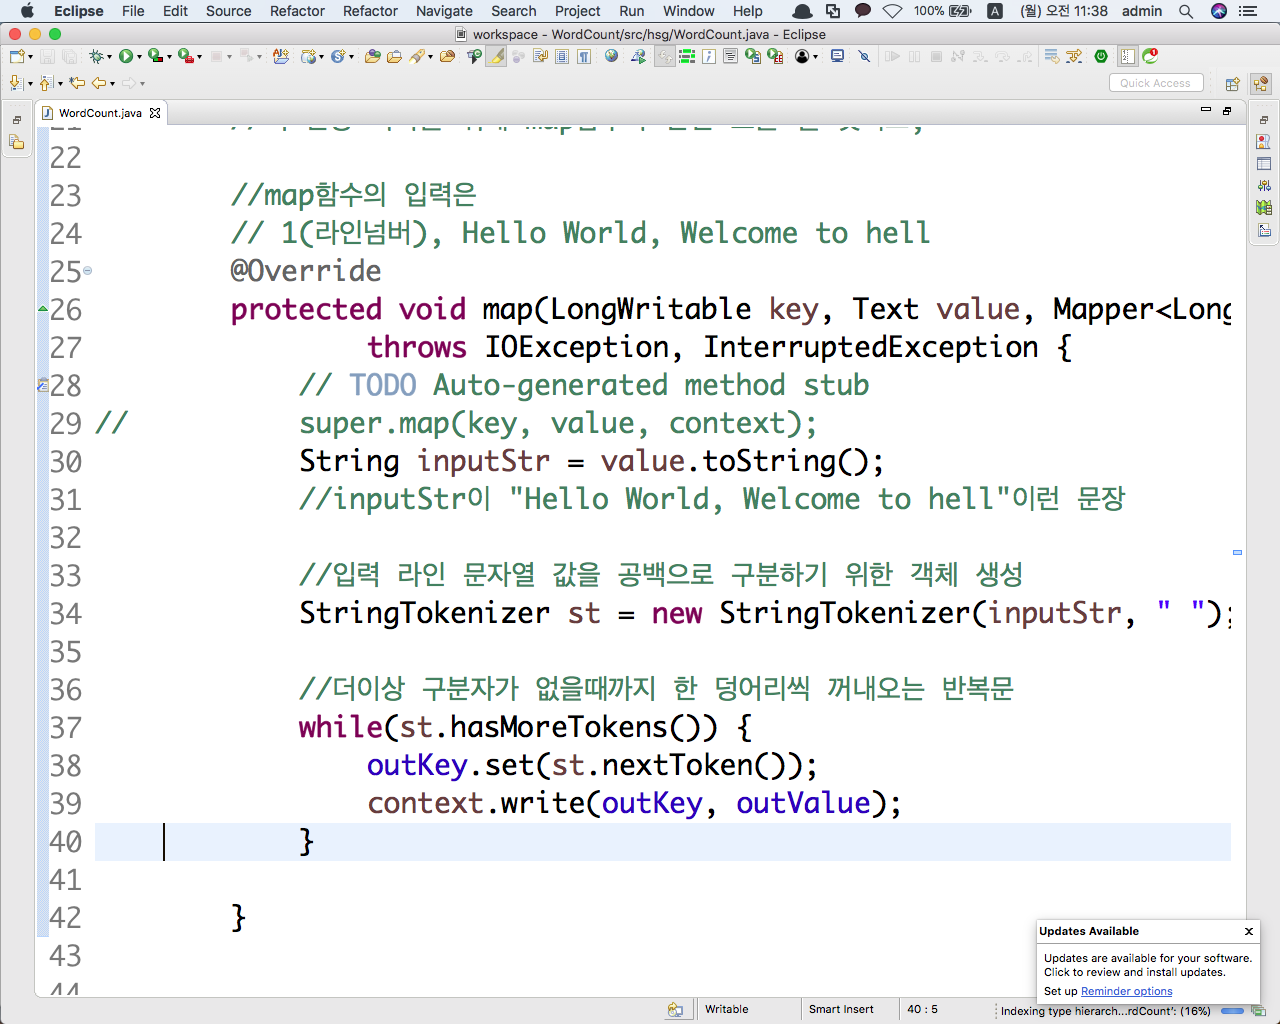 Eclipse File Edit Source Refactor Refactor Navigate Search Project Run Window Help 100% A (월) 오전 11:38 admin
workspace - WordCount/src/hsg/WordCount.java - Eclipse
Quick Access
WordCount.java
22
23 //map함수의 입력은
24 // 1(라인넘버), Hello World, Welcome to hell
25 @Override
26 protected void map(LongWritable key, Text value, Mapper<Long
27 throws IOException, InterruptedException {
28 // TODO Auto-generated method stub
29 // super.map(key, value, context);
30 String inputStr = value.toString();
31 //inputStr이 "Hello World, Welcome to hell"이런 문장
32
33 //입력 라인 문자열 값을 공백으로 구분하기 위한 객체 생성
34 StringTokenizer st = new StringTokenizer(inputStr, " ");
35
36 //더이상 구분자가 없을때까지 한 덩어리씩 꺼내오는 반복문
37 while(st.hasMoreTokens()) {
38 outKey.set(st.nextToken());
39 context.write(outKey, outValue);
40 }
41
42 }
43
44
Updates Available
Updates are available for your software.
Click to review and install updates.
Set up Reminder options
Writable Smart Insert 40 : 5 Indexing type hierarch...rdCount': (16%)